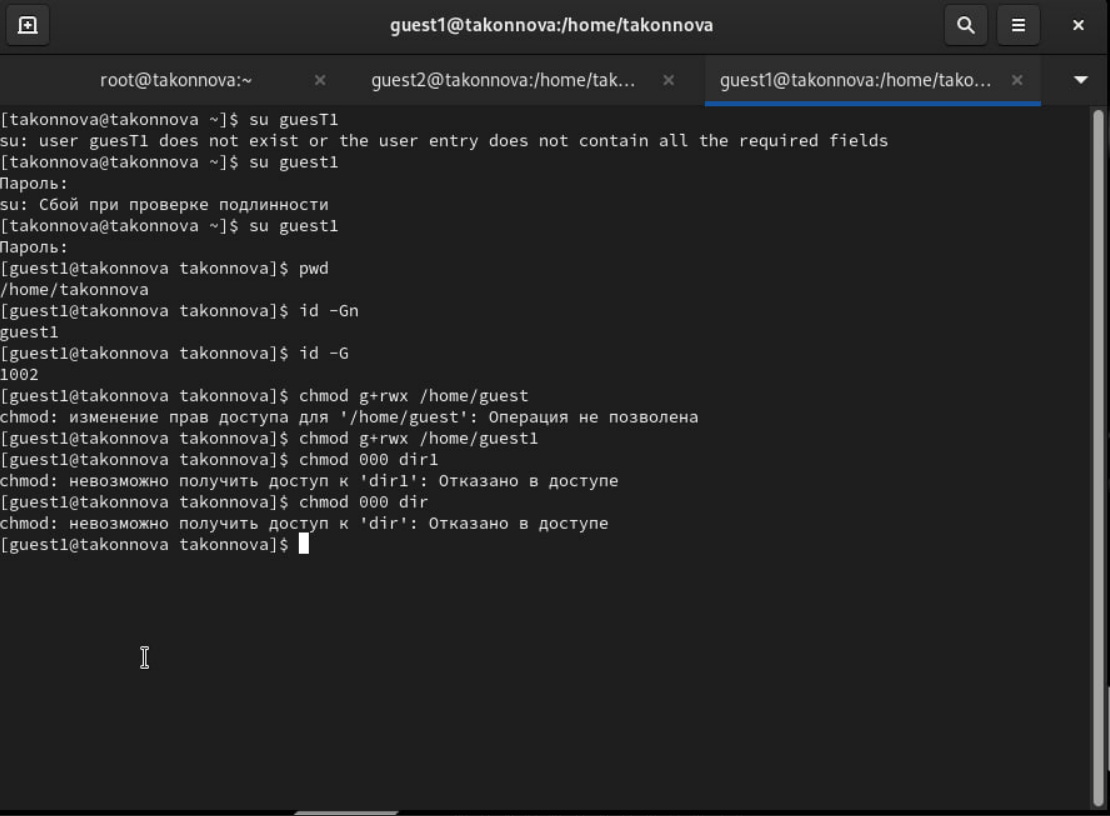 guest1@takonnova:/home/takonnova
root@takonnova:~
guest2@takonnova:/home/tak...
guest1@takonnova:/home/tako...
[takonnova@takonnova ~]$ su guesT1
su: user guesT1 does not exist or the user entry does not contain all the required fields
[takonnova@takonnova ~]$ su guest1
Пароль:
su: Сбой при проверке подлинности
[takonnova@takonnova ~]$ su guest1
Пароль:
[guest1@takonnova takonnova]$ pwd
/home/takonnova
[guest1@takonnova takonnova]$ id -Gn
guest1
[guest1@takonnova takonnova]$ id -G
1002
[guest1@takonnova takonnova]$ chmod g+rwx /home/guest
chmod: изменение прав доступа для '/home/guest': Операция не позволена
[guest1@takonnova takonnova]$ chmod g+rwx /home/guest1
[guest1@takonnova takonnova]$ chmod 000 dir1
chmod: невозможно получить доступ к 'dir1': Отказано в доступе
[guest1@takonnova takonnova]$ chmod 000 dir
chmod: невозможно получить доступ к 'dir': Отказано в доступе
[guest1@takonnova takonnova]$